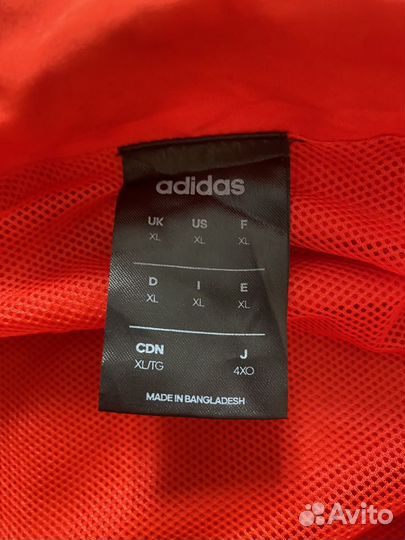 adidas
UK US F
XL XL XL
D I E
XL XL XL
CDN J
XL/TG 4XO
MADE IN BANGLADESH
Avito